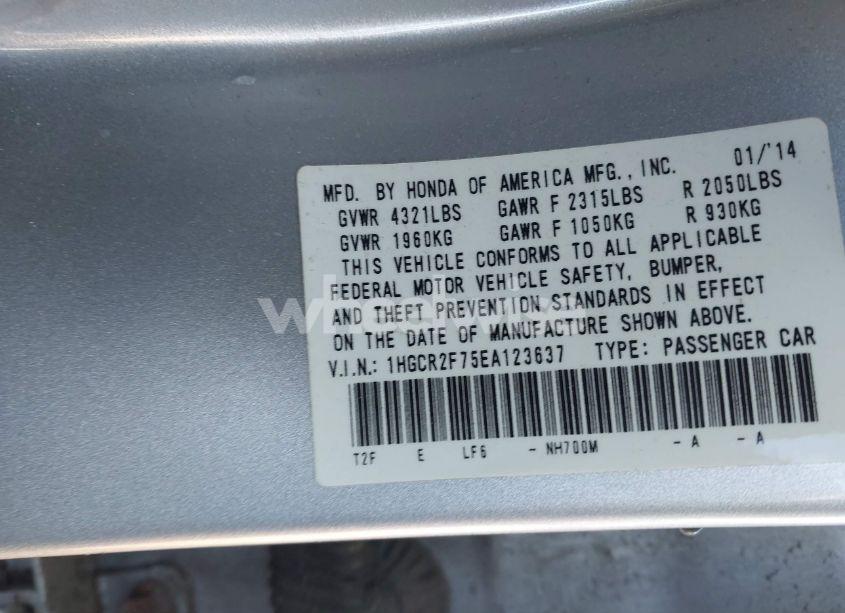 MFD. BY HONDA OF AMERICA MFG., INC. 01/'14
GVWR 4321LBS GAWR F 2315LBS R 2050LBS
GVWR 1960KG GAWR F 1050KG R 930KG
THIS VEHICLE CONFORMS TO ALL APPLICABLE
FEDERAL MOTOR VEHICLE SAFETY, BUMPER,
AND THEFT PREVENTION STANDARDS IN EFFECT
ON THE DATE OF MANUFACTURE SHOWN ABOVE.
V.I.N.: 1HGCR2F75EA123637 TYPE: PASSENGER CAR
T2F E LF6 - NH700M - A - A